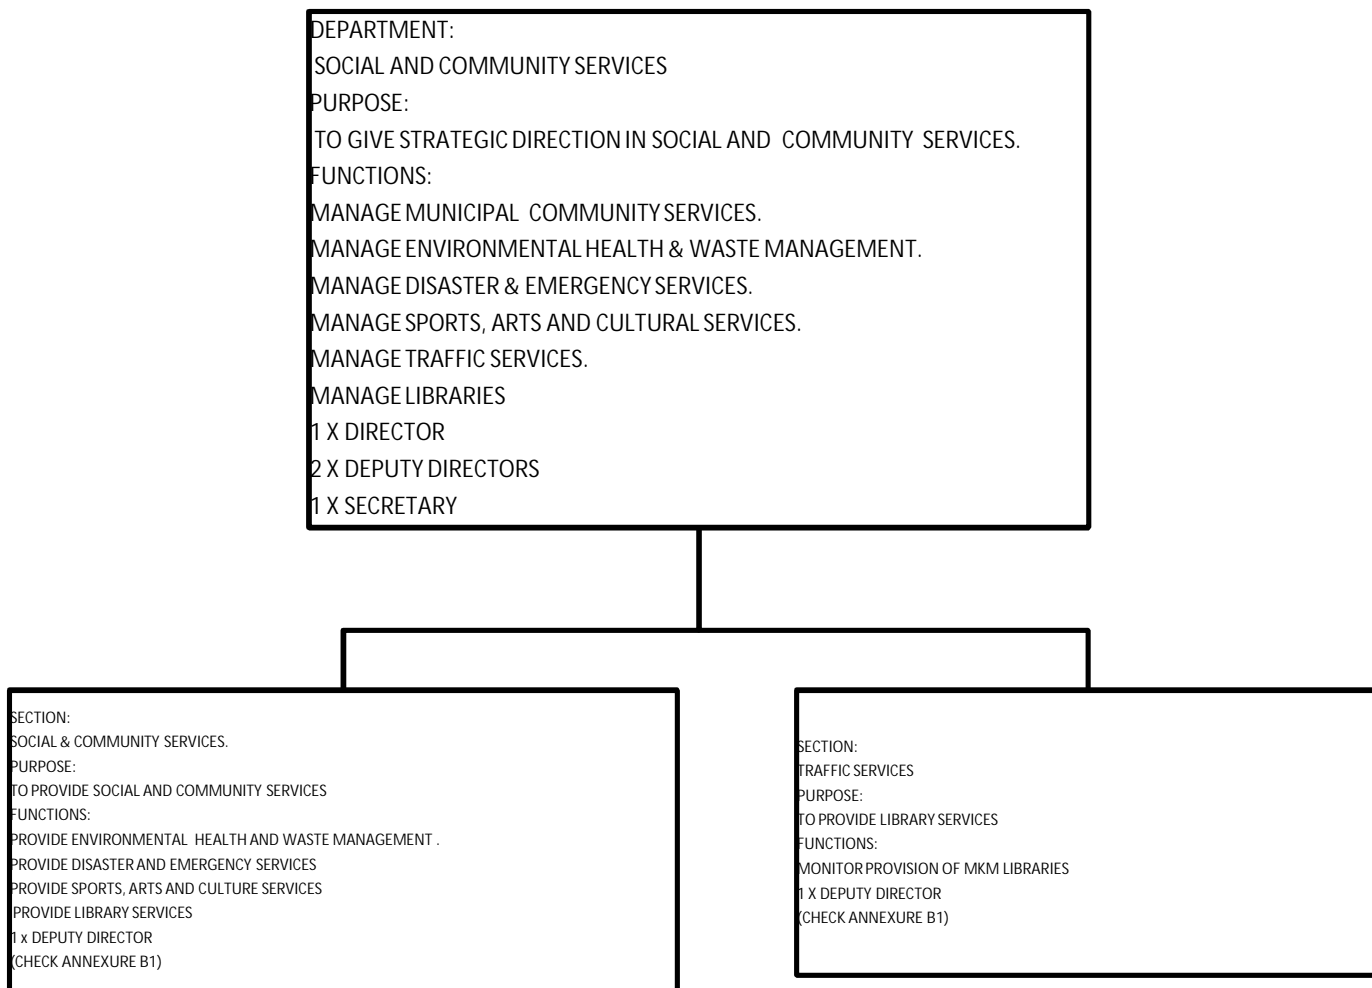 DEPARTMENT:
SOCIAL AND COMMUNITY SERVICES
PURPOSE:
TO GIVE STRATEGIC DIRECTION IN SOCIAL AND COMMUNITY SERVICES.
FUNCTIONS:
MANAGE MUNICIPAL COMMUNITY SERVICES.
MANAGE ENVIRONMENTAL HEALTH & WASTE MANAGEMENT.
MANAGE DISASTER & EMERGENCY SERVICES.
MANAGE SPORTS, ARTS AND CULTURAL SERVICES.
MANAGE TRAFFIC SERVICES.
MANAGE LIBRARIES
1 X DIRECTOR
2 X DEPUTY DIRECTORS
1 X SECRETARY
SECTION:
SOCIAL & COMMUNITY SERVICES.
PURPOSE:
TO PROVIDE SOCIAL AND COMMUNITY SERVICES
FUNCTIONS:
PROVIDE ENVIRONMENTAL HEALTH AND WASTE MANAGEMENT .
PROVIDE DISASTER AND EMERGENCY SERVICES
PROVIDE SPORTS, ARTS AND CULTURE SERVICES
PROVIDE LIBRARY SERVICES
1 x DEPUTY DIRECTOR
(CHECK ANNEXURE B1)
SECTION:
TRAFFIC SERVICES
PURPOSE:
TO PROVIDE LIBRARY SERVICES
FUNCTIONS:
MONITOR PROVISION OF MKM LIBRARIES
1 X DEPUTY DIRECTOR
(CHECK ANNEXURE B1)